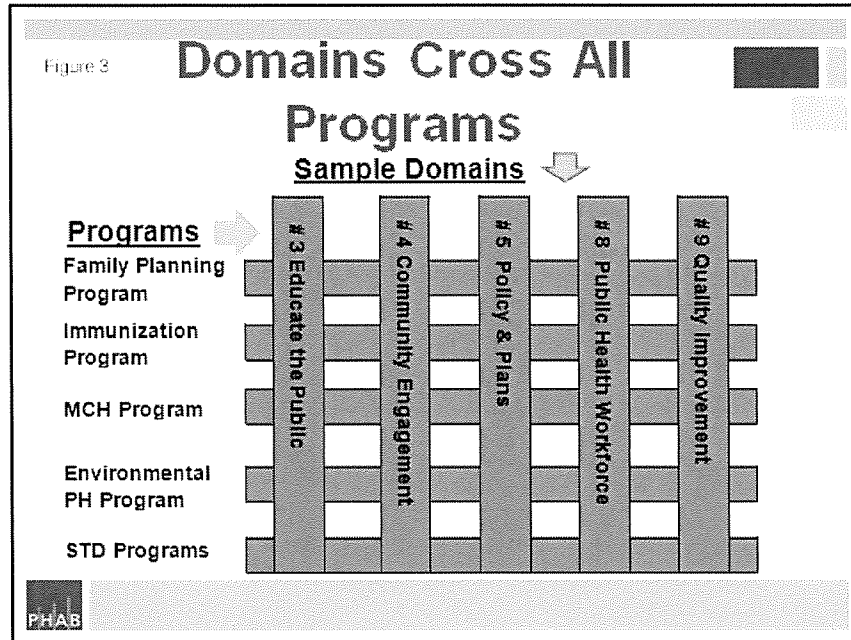 Figure 3
Domains Cross All
Programs
Sample Domains
Programs
Family Planning
Program
Immunization
Program
MCH Program
Environmental
PH Program
STD Programs
# 3 Educate the Public
# 4 Community Engagement
# 5 Policy & Plans
# 8 Public Health Workforce
# 9 Quality Improvement
PHAB